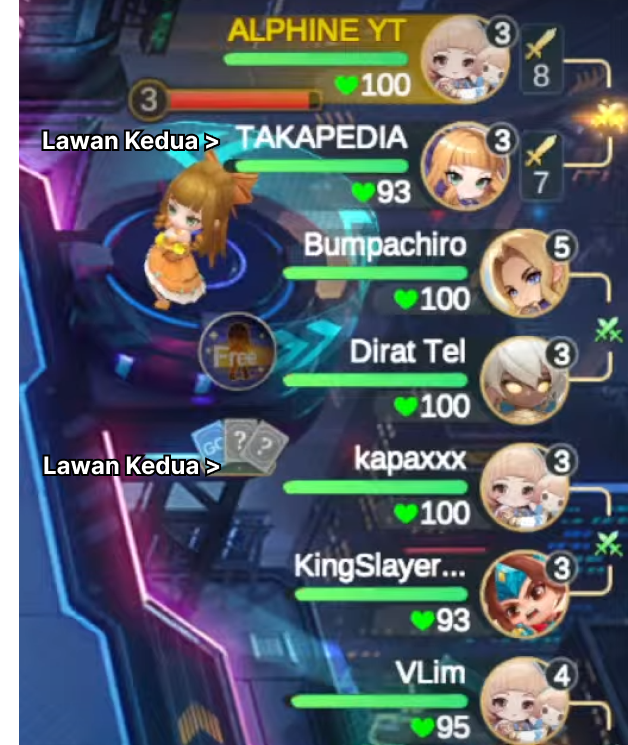 ALPHINE YT
3
8
100
3
Lawan Kedua > TAKAPEDIA
3
7
93
Bumpachiro
5
100
Free
Dirat Tel
3
100
GO ? ?
Lawan Kedua > kapaxxx
3
100
KingSlayer...
3
93
VLim
4
95